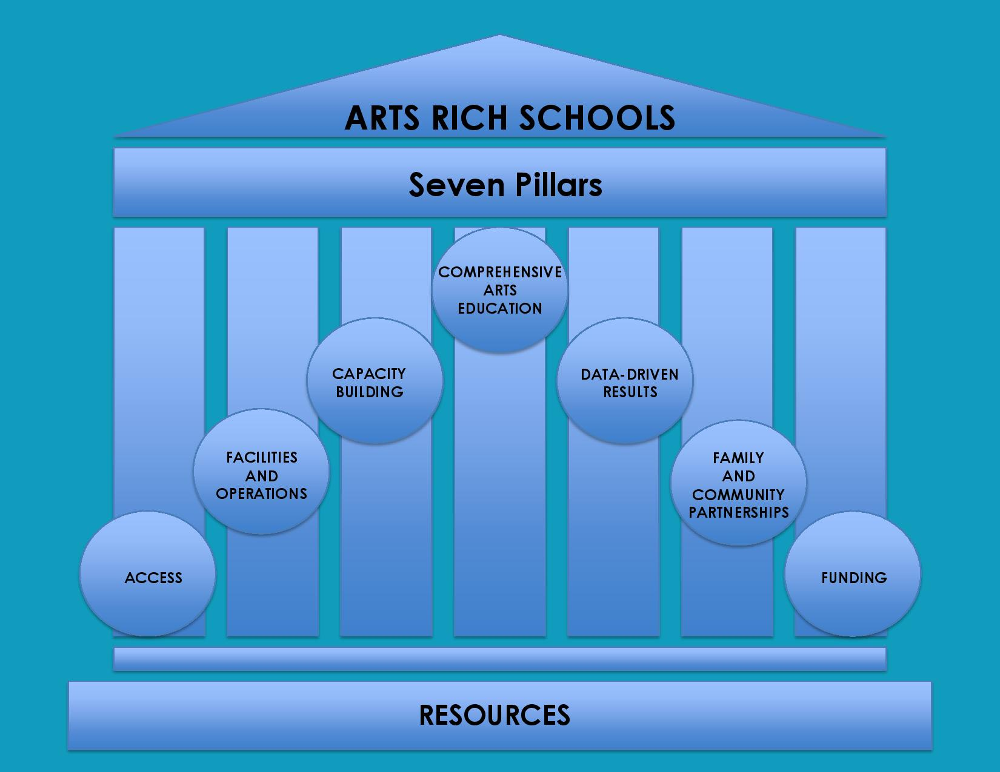 ARTS RICH SCHOOLS
Seven Pillars
COMPREHENSIVE
ARTS
EDUCATION
CAPACITY
BUILDING
DATA-DRIVEN
RESULTS
FACILITIES
AND
OPERATIONS
FAMILY
AND
COMMUNITY
PARTNERSHIPS
ACCESS
FUNDING
RESOURCES